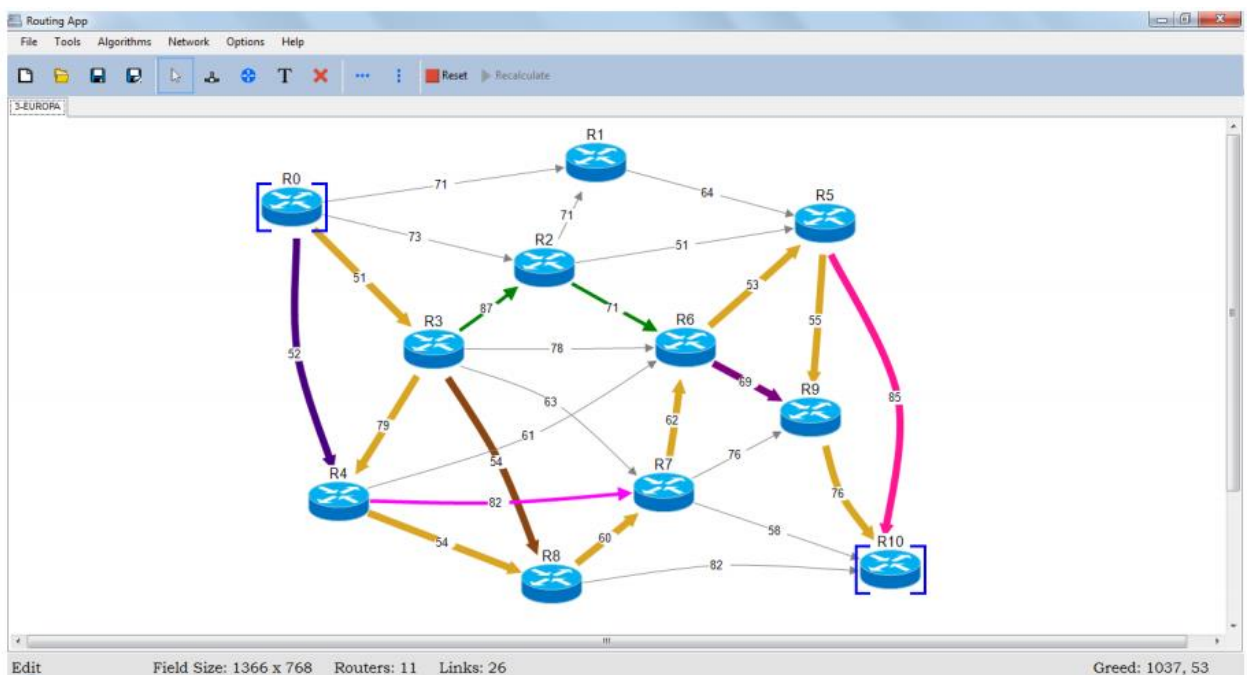 Routing App
File Tools Algorithms Network Options Help
T Reset Recalculate
3-EUROPA
R1
R0
71
64
R5
71
73
R2
51
51
53
87
71
R3
R6
78
55
52
69
R9
63
85
79
62
61
54
R7
76
R4
82
76
58
R10
54
60
R8
82
Edit Field Size: 1366 x 768 Routers: 11 Links: 26 Greed: 1037, 53